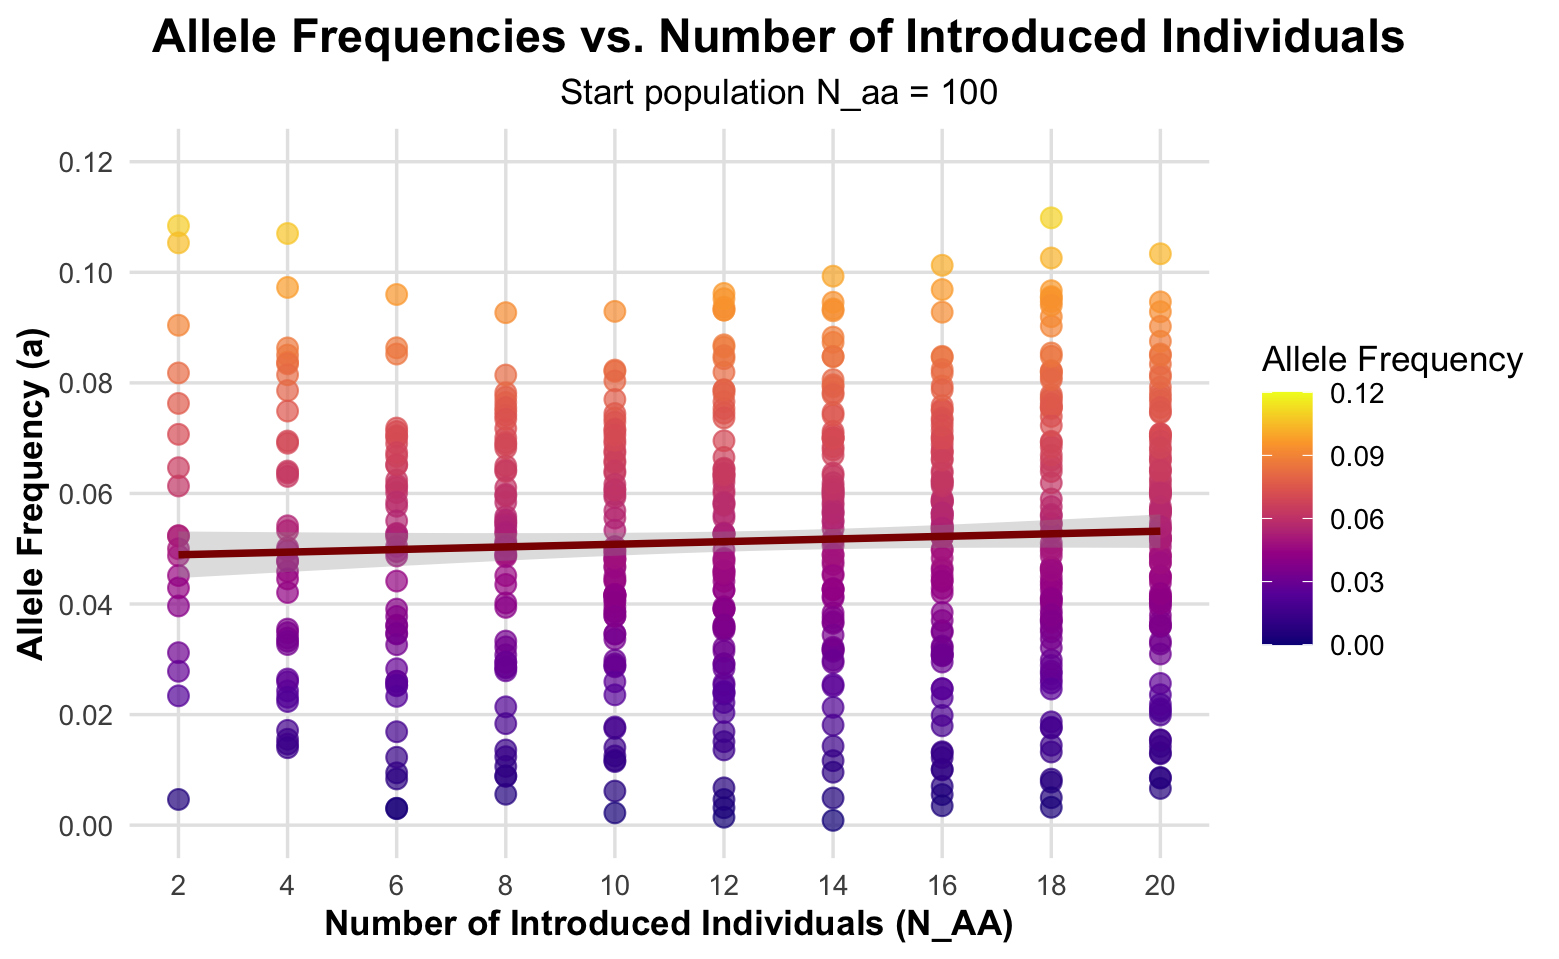 Allele Frequencies vs. Number of Introduced Individuals
Start population N_aa = 100
Allele Frequency (a)
0.12
0.10
0.08
0.06
0.04
0.02
0.00
2 4 6 8 10 12 14 16 18 20
Number of Introduced Individuals (N_AA)
Allele Frequency
0.12
0.09
0.06
0.03
0.00